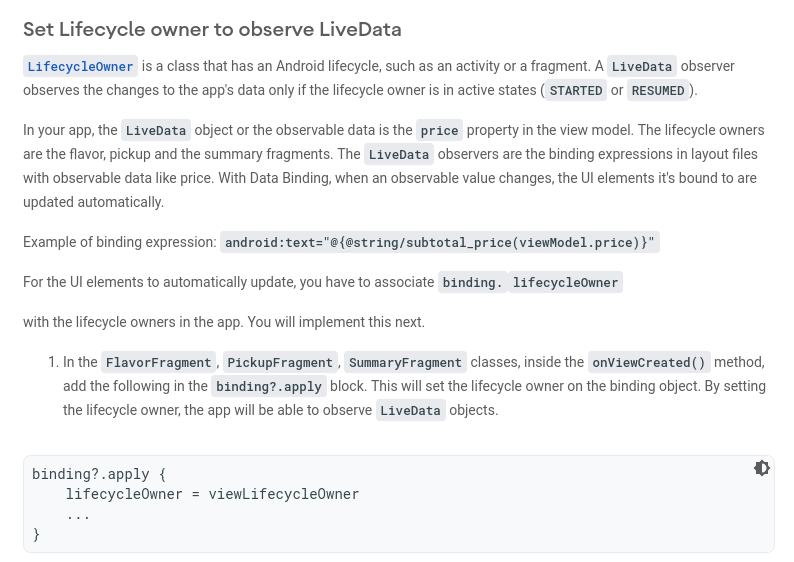 Set Lifecycle owner to observe LiveData
LifecycleOwner is a class that has an Android lifecycle, such as an activity or a fragment. A LiveData observer
observes the changes to the app's data only if the lifecycle owner is in active states (STARTED or RESUMED).
In your app, the LiveData object or the observable data is the price property in the view model. The lifecycle owners
are the flavor, pickup and the summary fragments. The LiveData observers are the binding expressions in layout files
with observable data like price. With Data Binding, when an observable value changes, the UI elements it's bound to are
updated automatically.
Example of binding expression: android:text="@{@string/subtotal_price(viewModel.price)}"
For the UI elements to automatically update, you have to associate binding. lifecycleOwner
with the lifecycle owners in the app. You will implement this next.
1. In the FlavorFragment, PickupFragment, SummaryFragment classes, inside the onViewCreated() method,
add the following in the binding?.apply block. This will set the lifecycle owner on the binding object. By setting
the lifecycle owner, the app will be able to observe LiveData objects.
binding?.apply {
    lifecycleOwner = viewLifecycleOwner
    ...
}